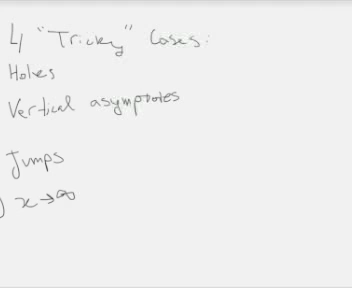 4 "Tricky" Cases:
Holes
Vertical asymptotes
Jumps
) x→∞